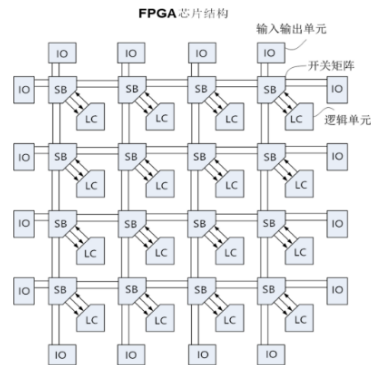 FPGA芯片结构
输入输出单元
IO IO IO IO
开关矩阵
IO SB SB SB SB IO
LC LC LC LC
逻辑单元
IO SB SB SB SB IO
LC LC LC LC
IO SB SB SB SB IO
LC LC LC LC
IO SB SB SB SB IO
LC LC LC LC
IO IO IO IO